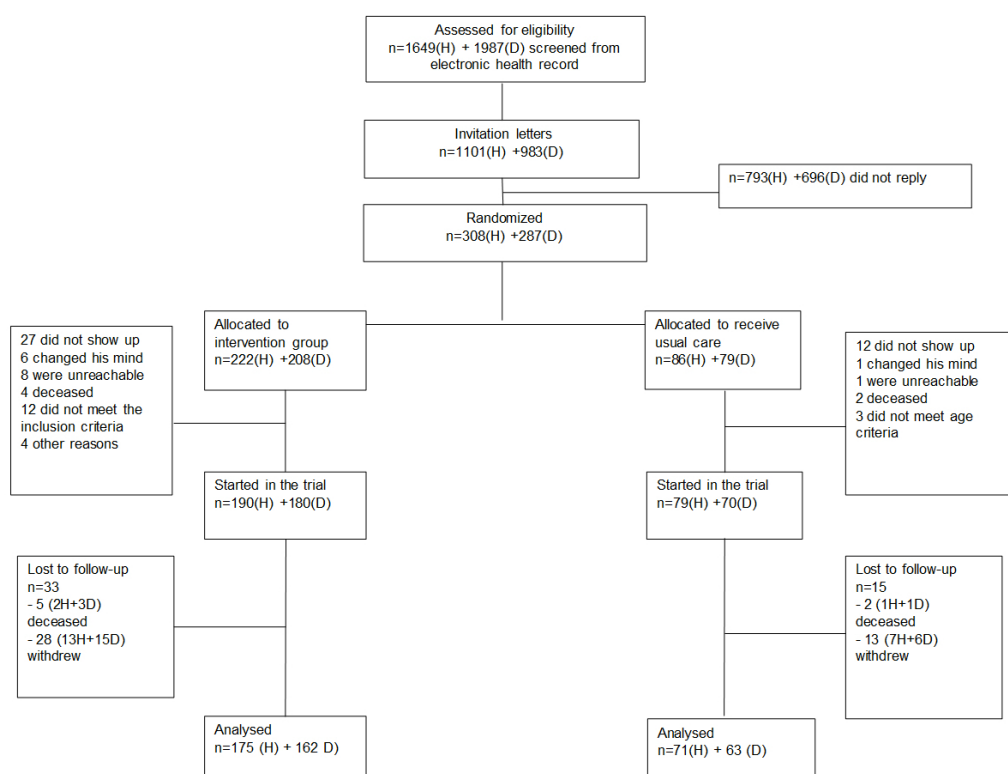 Assessed for eligibility
n=1649(H) + 1987(D) screened from
electronic health record
Invitation letters
n=1101(H) +983(D)
n=793(H) +696(D) did not reply
Randomized
n=308(H) +287(D)
Allocated to
intervention group
n=222(H) +208(D)
Allocated to receive
usual care
n=86(H) +79(D)
27 did not show up
6 changed his mind
8 were unreachable
4 deceased
12 did not meet the
inclusion criteria
4 other reasons
12 did not show up
1 changed his mind
1 were unreachable
2 deceased
3 did not meet age
criteria
Started in the trial
n=190(H) +180(D)
Started in the trial
n=79(H) +70(D)
Lost to follow-up
n=33
- 5 (2H+3D)
deceased
- 28 (13H+15D)
withdrew
Lost to follow-up
n=15
- 2 (1H+1D)
deceased
- 13 (7H+6D)
withdrew
Analysed
n=175 (H) + 162 D)
Analysed
n=71(H) + 63 (D)